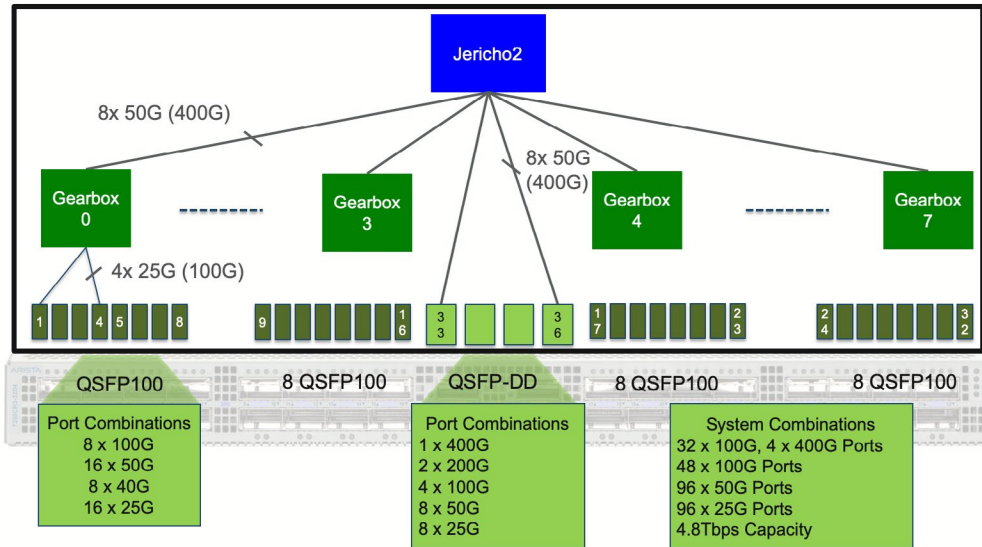 Jericho2
8x 50G (400G)
8x 50G
(400G)
Gearbox
0
Gearbox
3
Gearbox
4
Gearbox
7
4x 25G (100G)
1
4
5
8
9
1
6
3
3
3
6
1
7
2
3
2
4
3
2
ARISTA
QSFP100
8 QSFP100
QSFP-DD
8 QSFP100
8 QSFP100
Port Combinations
8 x 100G
16 x 50G
8 x 40G
16 x 25G
Port Combinations
1 x 400G
2 x 200G
4 x 100G
8 x 50G
8 x 25G
System Combinations
32 x 100G, 4 x 400G Ports
48 x 100G Ports
96 x 50G Ports
96 x 25G Ports
4.8Tbps Capacity